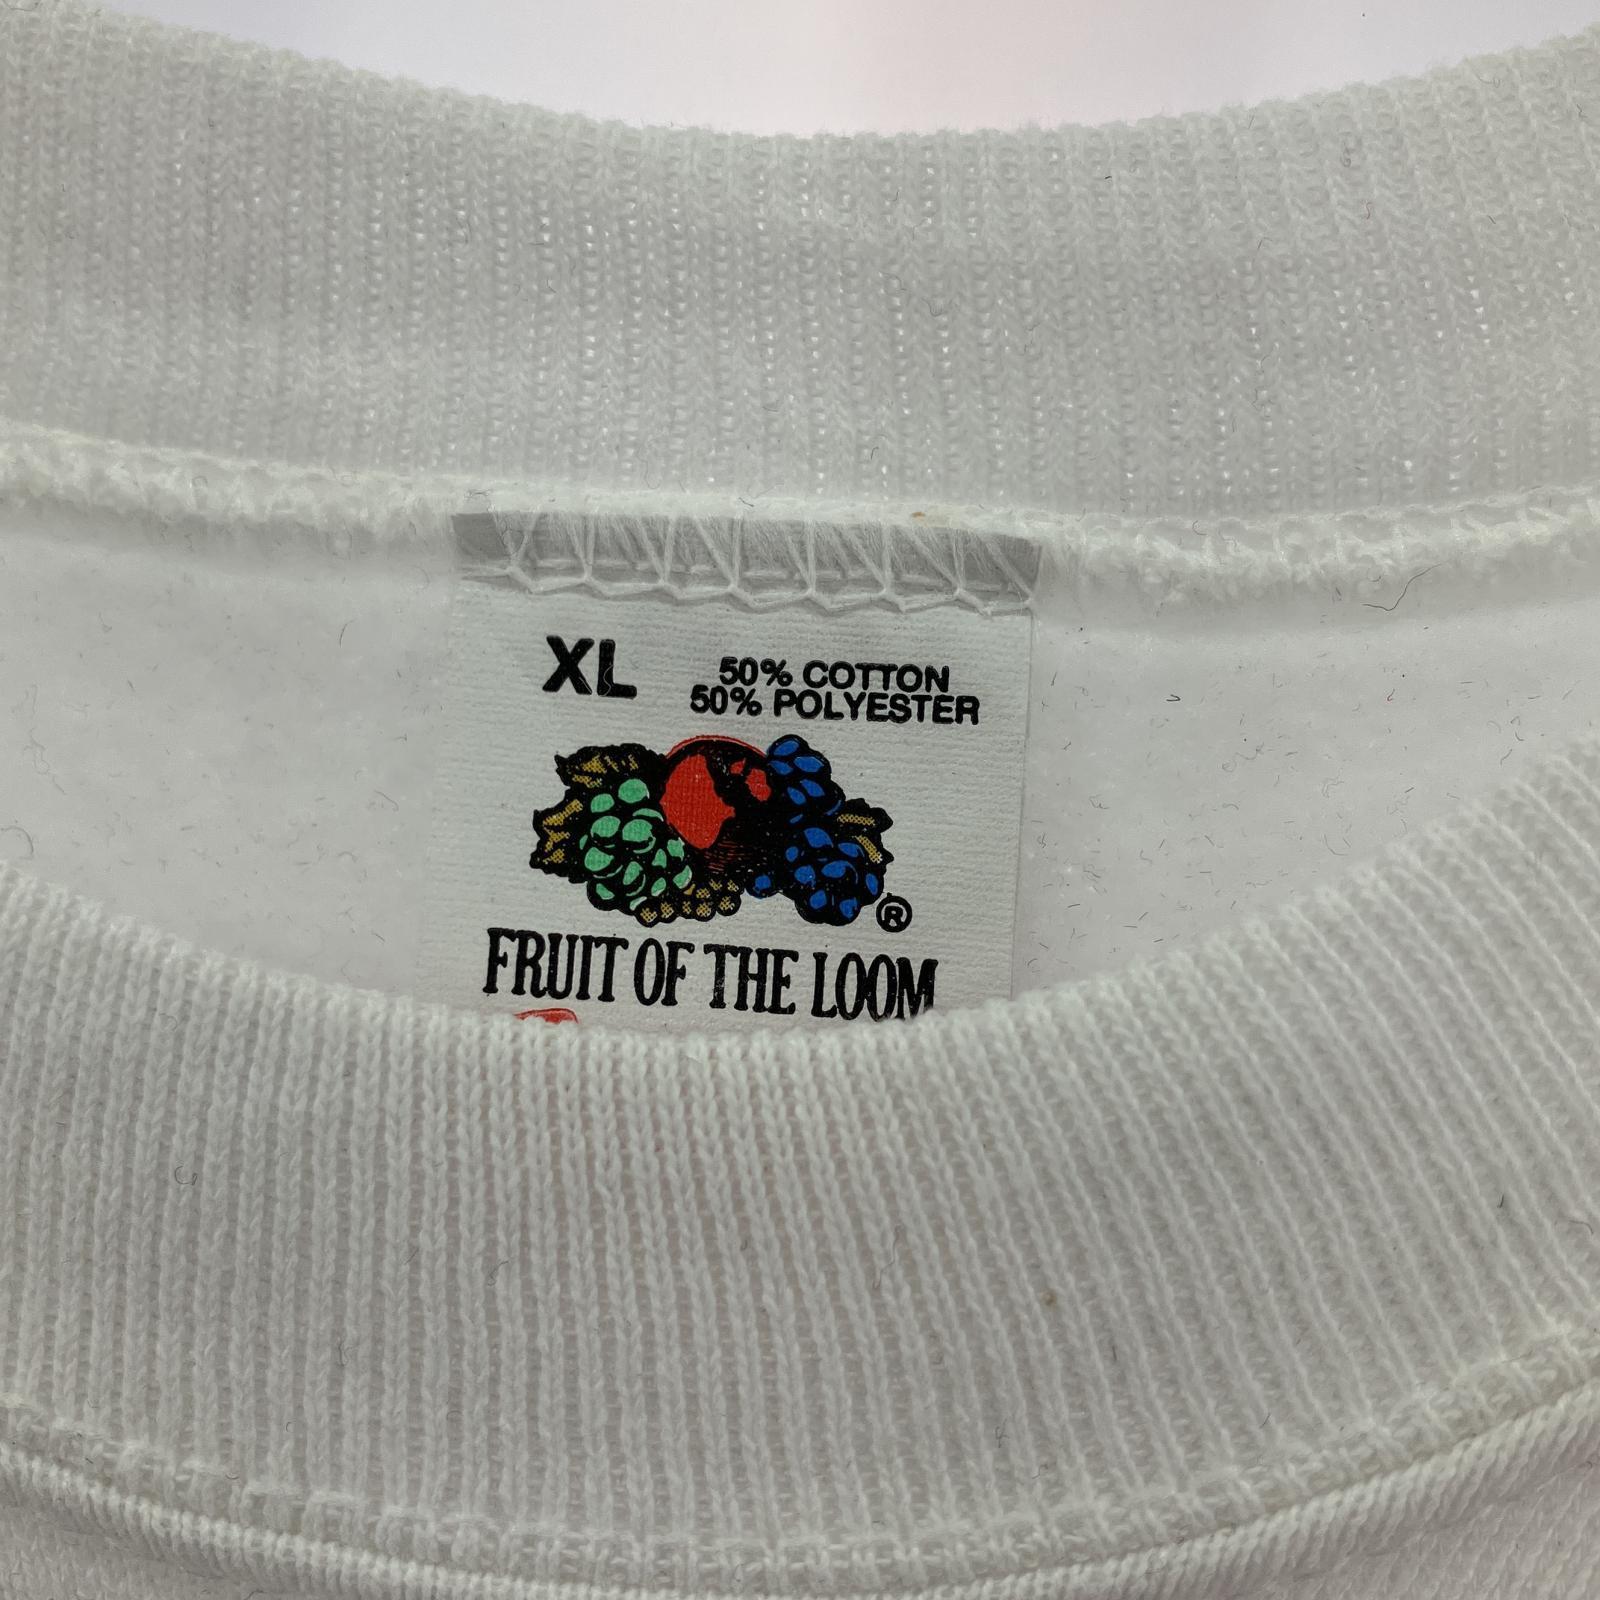 XL
50% COTTON
50% POLYESTER
®
FRUIT OF THE LOOM